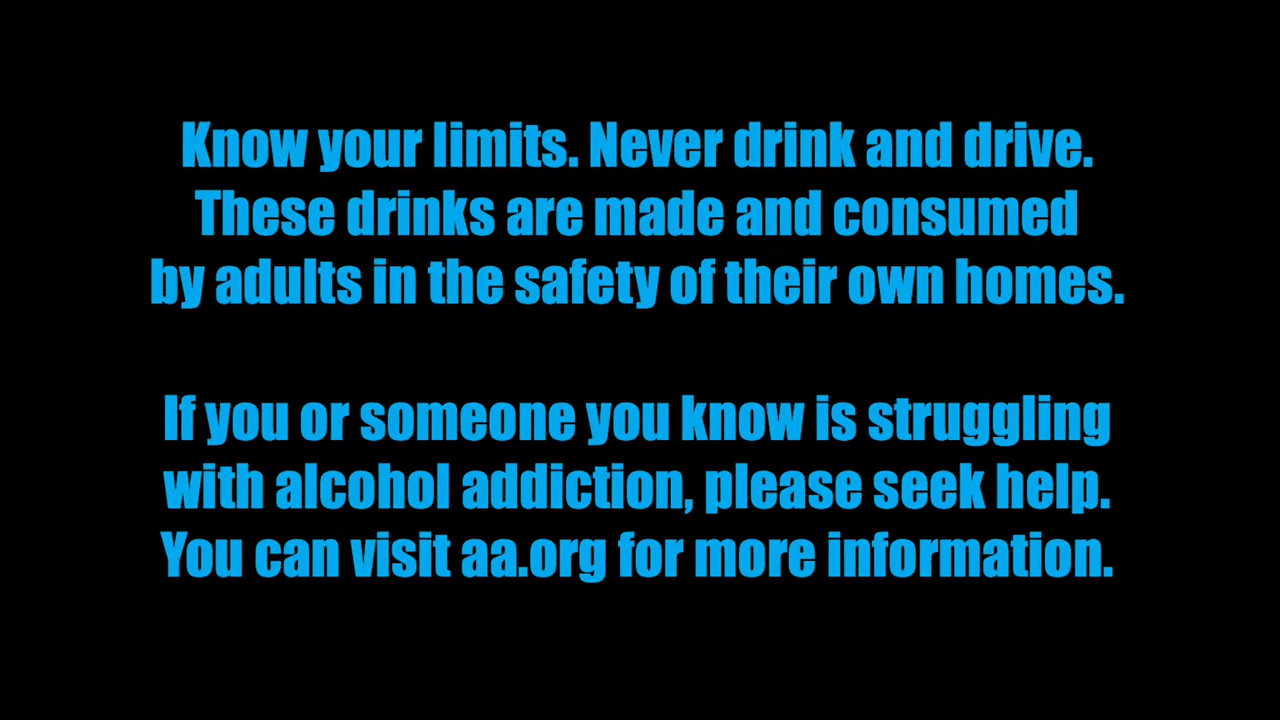 Know your limits. Never drink and drive.
These drinks are made and consumed
by adults in the safety of their own homes.
If you or someone you know is struggling
with alcohol addiction, please seek help.
You can visit aa.org for more information.